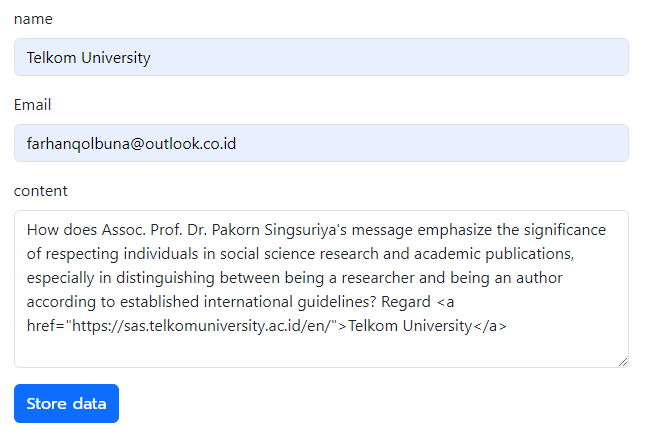 name
Telkom University
Email
farhanqolbuna@outlook.co.id
content
How does Assoc. Prof. Dr. Pakorn Singsuriya's message emphasize the significance
of respecting individuals in social science research and academic publications,
especially in distinguishing between being a researcher and being an author
according to established international guidelines? Regard <a
href="https://sas.telkomuniversity.ac.id/en/">Telkom University</a>
Store data